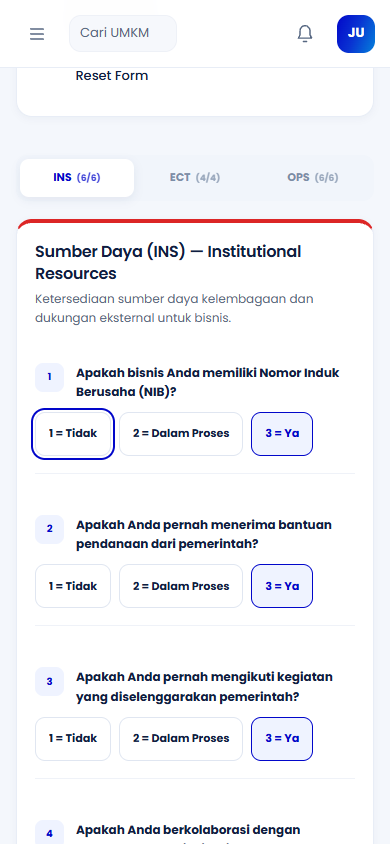 Cari UMKM
JU
Reset Form
INS (6/6)
ECT (4/4)
OPS (6/6)
Sumber Daya (INS) — Institutional
Resources
Ketersediaan sumber daya kelembagaan dan
dukungan eksternal untuk bisnis.
1
Apakah bisnis Anda memiliki Nomor Induk
Berusaha (NIB)?
1 = Tidak
2 = Dalam Proses
3 = Ya
2
Apakah Anda pernah menerima bantuan
pendanaan dari pemerintah?
1 = Tidak
2 = Dalam Proses
3 = Ya
3
Apakah Anda pernah mengikuti kegiatan
yang diselenggarakan pemerintah?
1 = Tidak
2 = Dalam Proses
3 = Ya
4
Apakah Anda berkolaborasi dengan